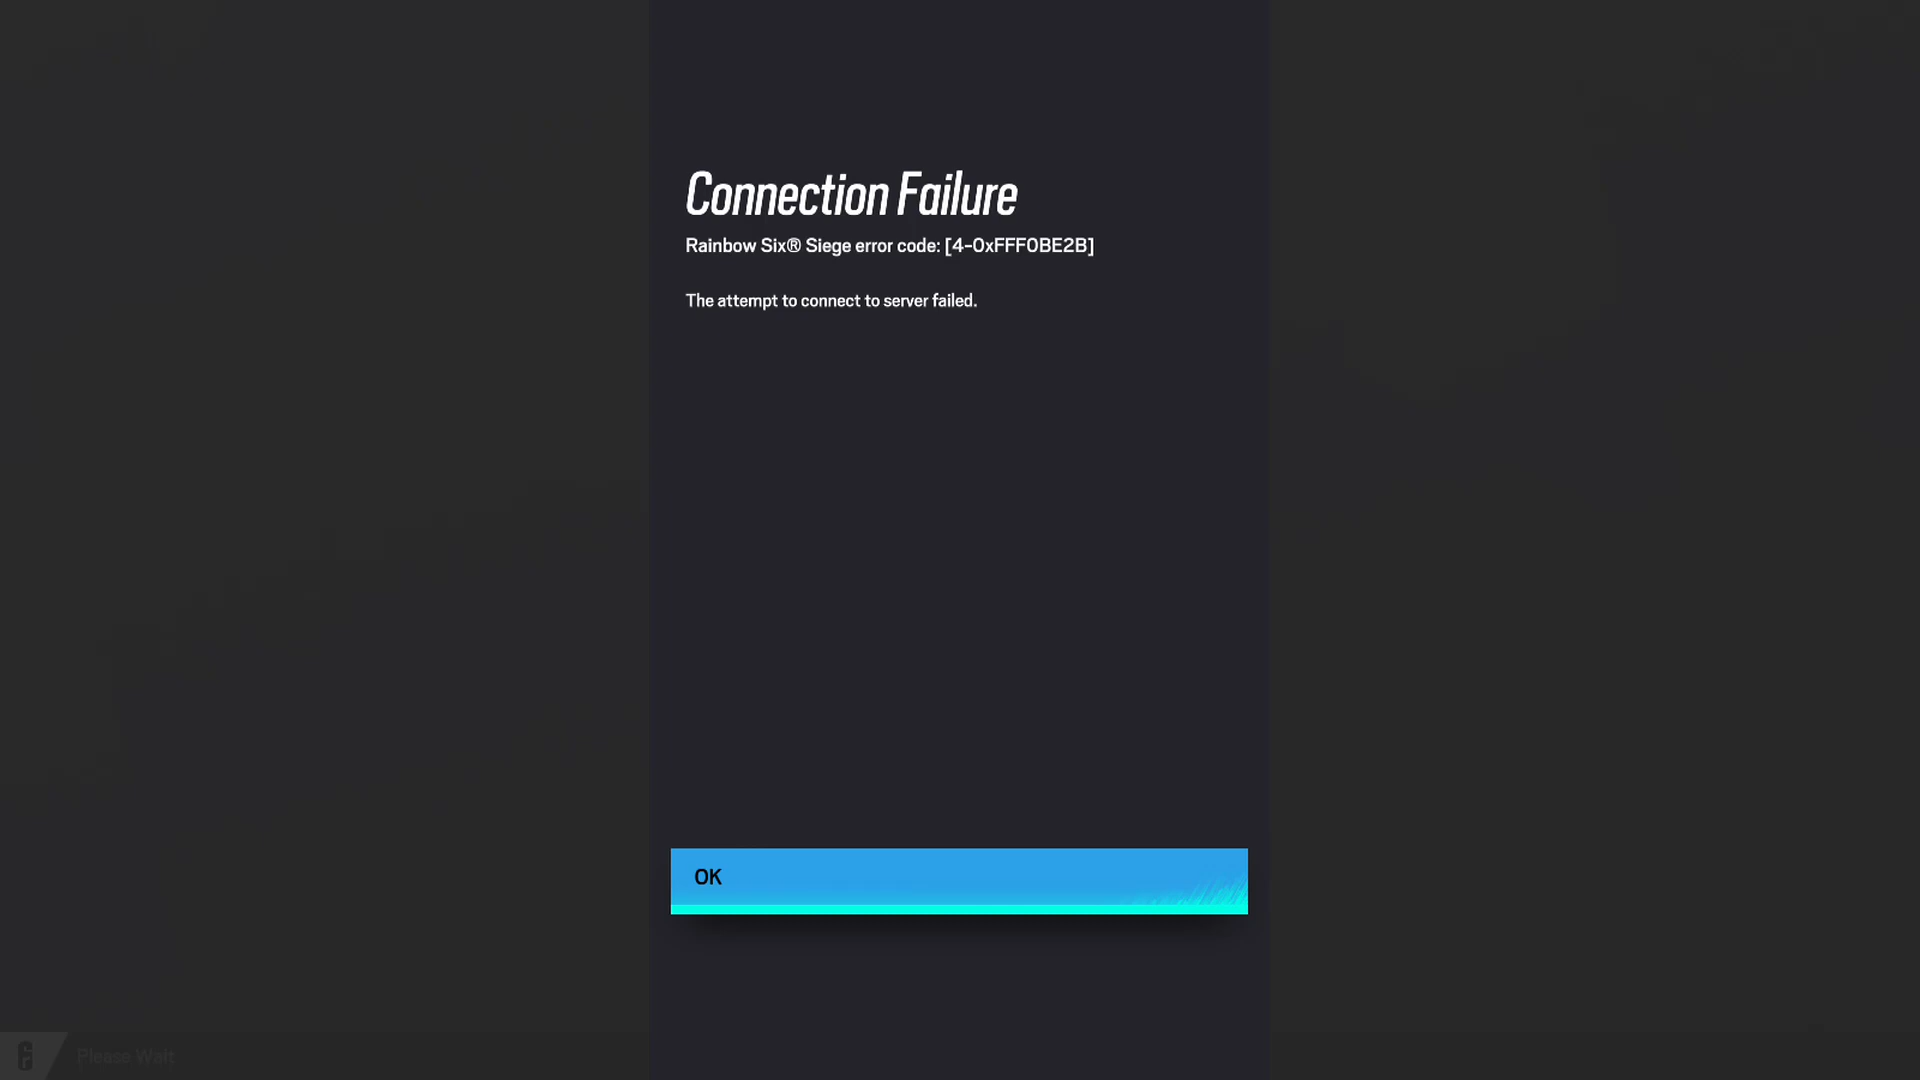 Connection Failure
Rainbow Six® Siege error code: [4-0xFFF0BE2B]
The attempt to connect to server failed.
OK
Please Wait